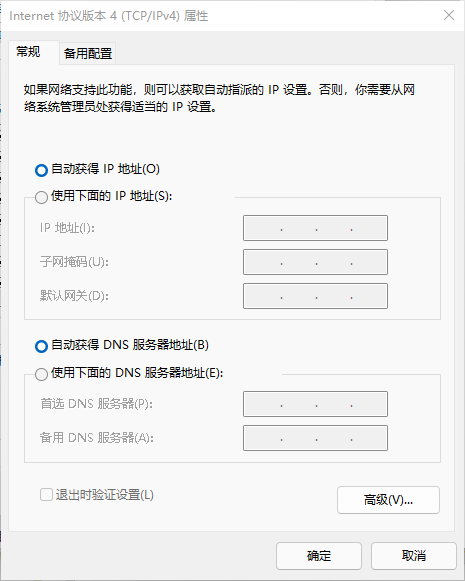 Internet 协议版本 4 (TCP/IPv4) 属性
常规
备用配置
如果网络支持此功能，则可以获取自动指派的 IP 设置。否则，你需要从网
络系统管理员处获得适当的 IP 设置。
自动获得 IP 地址(O)
使用下面的 IP 地址(S):
IP 地址(I):
. . .
子网掩码(U):
. . .
默认网关(D):
. . .
自动获得 DNS 服务器地址(B)
使用下面的 DNS 服务器地址(E):
首选 DNS 服务器(P):
. . .
备用 DNS 服务器(A):
. . .
退出时验证设置(L)
高级(V)...
确定
取消